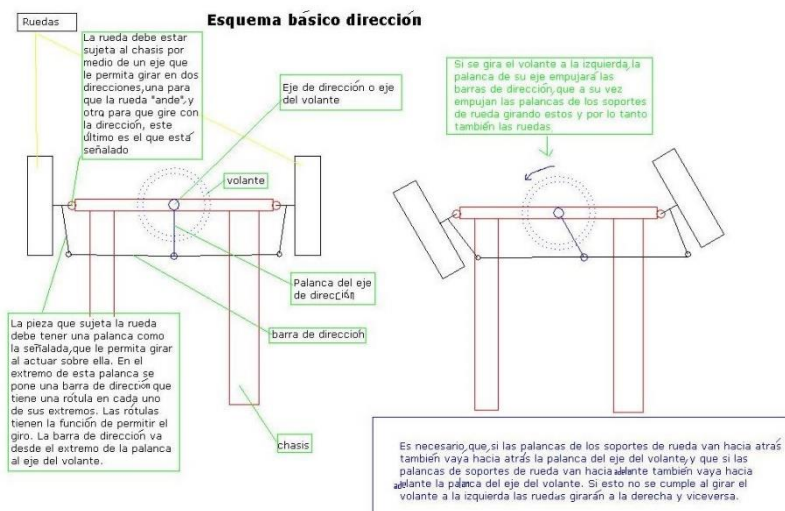 Esquema básico dirección
Ruedas
La rueda debe estar
sujeta al chasis por
medio de un eje que
le permita girar en dos
direcciones, una para
que la rueda "ande", y
otra para que gire con
la dirección, este
último es el que está
señalado
Eje de dirección o eje
del volante
volante
Palanca del eje
de dirección
barra de dirección
chasis
La pieza que sujeta la rueda
debe tener una palanca como
la señalada, que le permita girar
al actuar sobre ella. En el
extremo de esta palanca se
pone una barra de dirección que
tiene una rótula en cada uno
de sus extremos. Las rótulas
tienen la función de permitir el
giro. La barra de dirección va
desde el extremo de la palanca
al eje del volante.
Si se gira el volante a la izquierda, la
palanca de su eje empujará las
barras de dirección, que a su vez
empujan las palancas de los soportes
de rueda girando estos y por lo tanto
también las ruedas
Es necesario, que, si las palancas de los soportes de rueda van hacia atrás
también vaya hacia atrás la palanca del eje del volante, y que si las
palancas de soportes de rueda van hacia adelante también vaya hacia
adelante la palanca del eje del volante. Si esto no se cumple al girar el
volante a la izquierda las ruedas girarán a la derecha y viceversa.